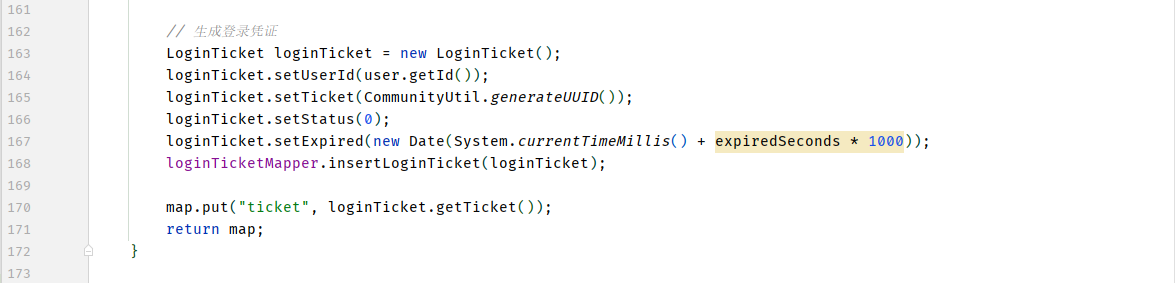 161
162 // 生成登录凭证
163 LoginTicket loginTicket = new LoginTicket();
164 loginTicket.setUserId(user.getId());
165 loginTicket.setTicket(CommunityUtil.generateUUID());
166 loginTicket.setStatus(0);
167 loginTicket.setExpired(new Date(System.currentTimeMillis() + expiredSeconds * 1000));
168 loginTicketMapper.insertLoginTicket(loginTicket);
169
170 map.put("ticket", loginTicket.getTicket());
171 return map;
172 }
173